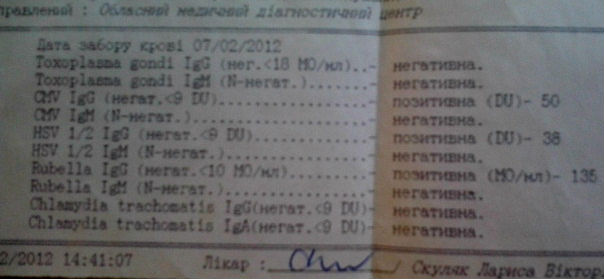 правлений : Обласний медичний діагностичний центр
Дата забору крові 07/02/2012
Toxoplasma gondi IgG (нег.<18 МО/мл)..- негативна.
Toxoplasma gondi IgM (N-негат.)........- негативна.
CMV IgG (негат.<9 DU)..................- позитивна (DU)- 50
CMV IgM (N-негат.).....................- негативна.
HSV 1/2 IgG (негат.<9 DU)..............- позитивна (DU)- 38
HSV 1/2 IgM (N-негат.).................- негативна.
Rubella IgG (негат.<10 МО/мл)..........- позитивна (МО/мл)- 135
Rubella IgM (N-негат.).................- негативна.
Chlamydia trachomatis IgG(негат.<9 DU)- негативна.
Chlamydia trachomatis IgA(негат.<9 DU)- негативна.
2/2012 14:41:07 Лікар : Скуляк Лариса Віктор